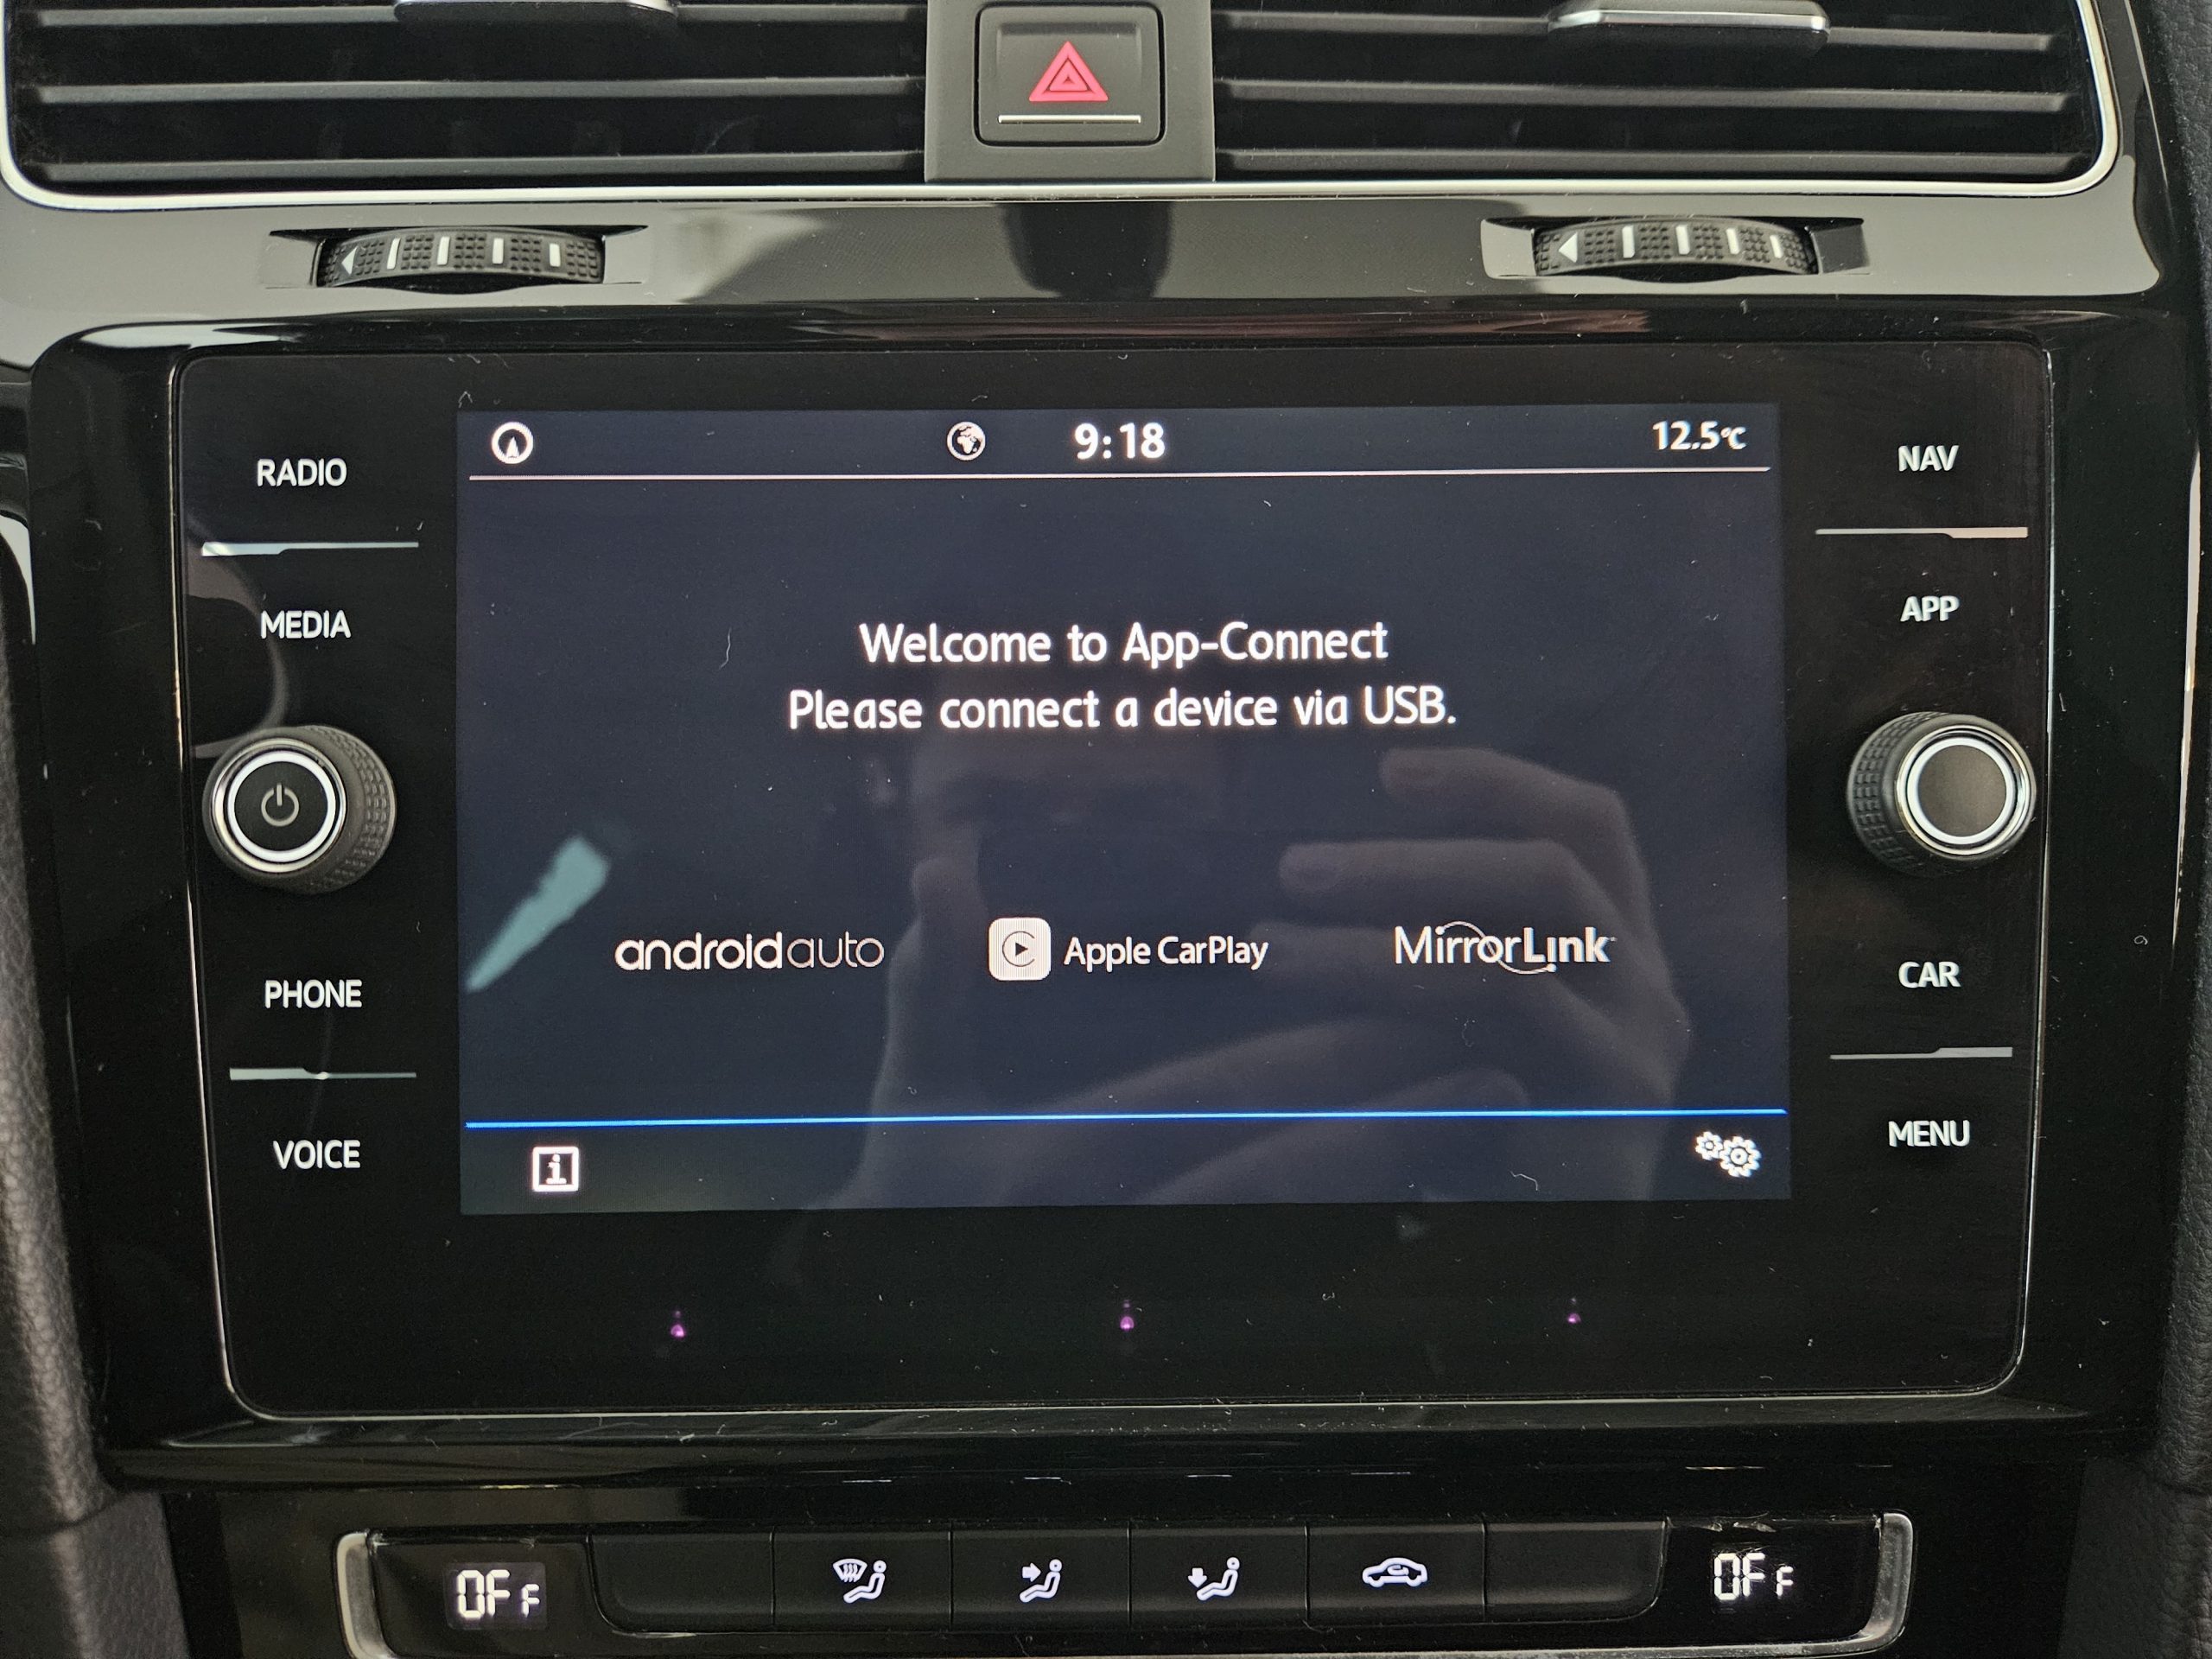 9:18
12.5°C
RADIO
NAV
MEDIA
APP
Welcome to App-Connect
Please connect a device via USB.
androidauto
Apple CarPlay
MirrorLink
PHONE
CAR
VOICE
MENU
OFF
OFF